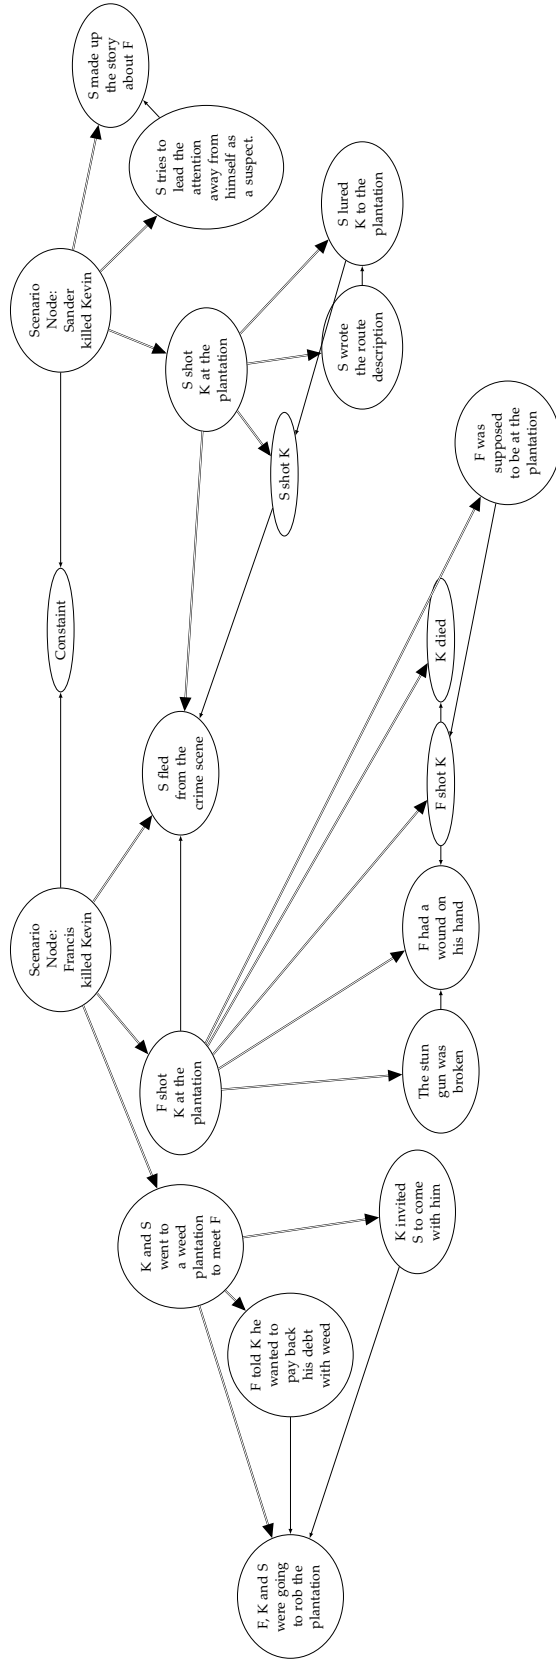 Scenario
Node:
Francis
killed Kevin
Constaint
Scenario
Node:
Sander
killed Kevin
K and S
went to
a weed
plantation
to meet F
F shot
K at the
plantation
S fled
from the
crime scene
S shot
K at the
plantation
S tries to
lead the
attention
away from
himself as
a suspect.
S made up
the story
about F
F, K and S
were going
to rob the
plantation
F told K he
wanted to
pay back
his debt
with weed
K invited
S to come
with him
The stun
gun was
broken
F had a
wound on
his hand
F shot K
K died
F was
supposed
to be at the
plantation
S shot K
S wrote
the route
description
S lured
K to the
plantation